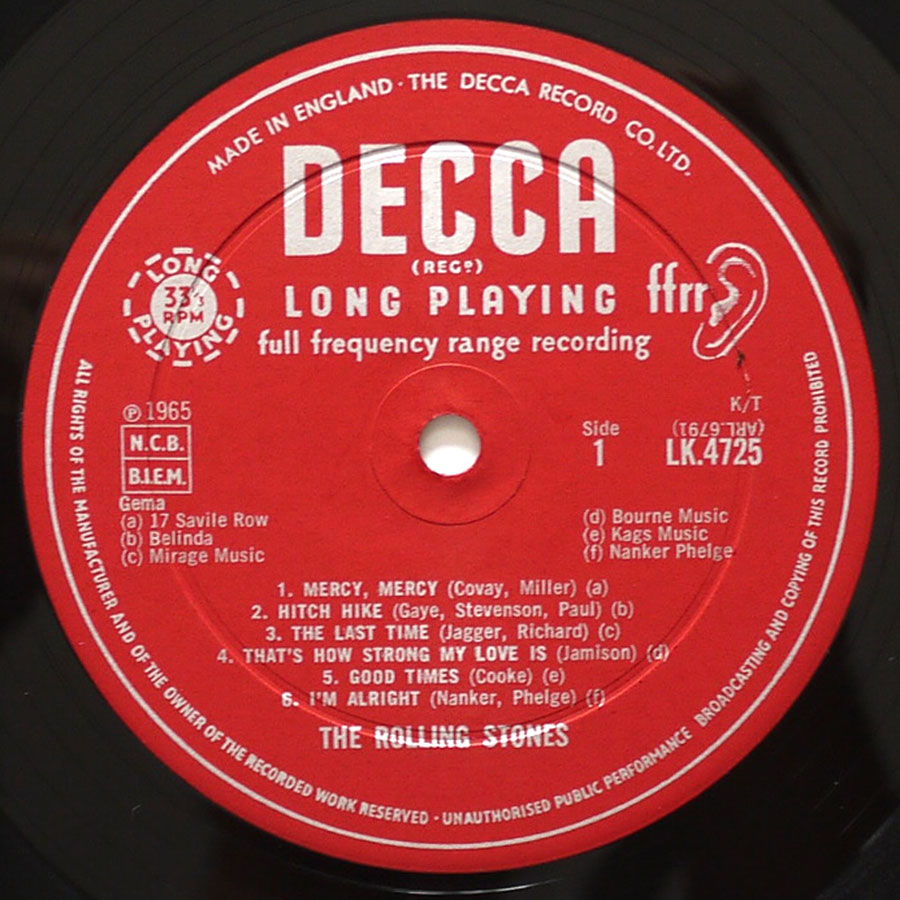 MADE IN ENGLAND · THE DECCA RECORD CO. LTD.
DECCA
(REGD)
LONG PLAYING
ffrr
full frequency range recording
LONG
33⅓
RPM
PLAYING
℗ 1965
N.C.B.
B.I.E.M.
Gema
(a) 17 Savile Row
(b) Belinda
(c) Mirage Music
K/T
(ARL.6791)
Side
1
LK.4725
(d) Bourne Music
(e) Kags Music
(f) Nanker Phelge
1. MERCY, MERCY (Covay, Miller) (a)
2. HITCH HIKE (Gaye, Stevenson, Paul) (b)
3. THE LAST TIME (Jagger, Richard) (c)
4. THAT'S HOW STRONG MY LOVE IS (Jamison) (d)
5. GOOD TIMES (Cooke) (e)
6. I'M ALRIGHT (Nanker, Phelge) (f)
THE ROLLING STONES
ALL RIGHTS OF THE MANUFACTURER AND OF THE OWNER OF THE RECORDED WORK RESERVED · UNAUTHORISED PUBLIC PERFORMANCE BROADCASTING AND COPYING OF THIS RECORD PROHIBITED